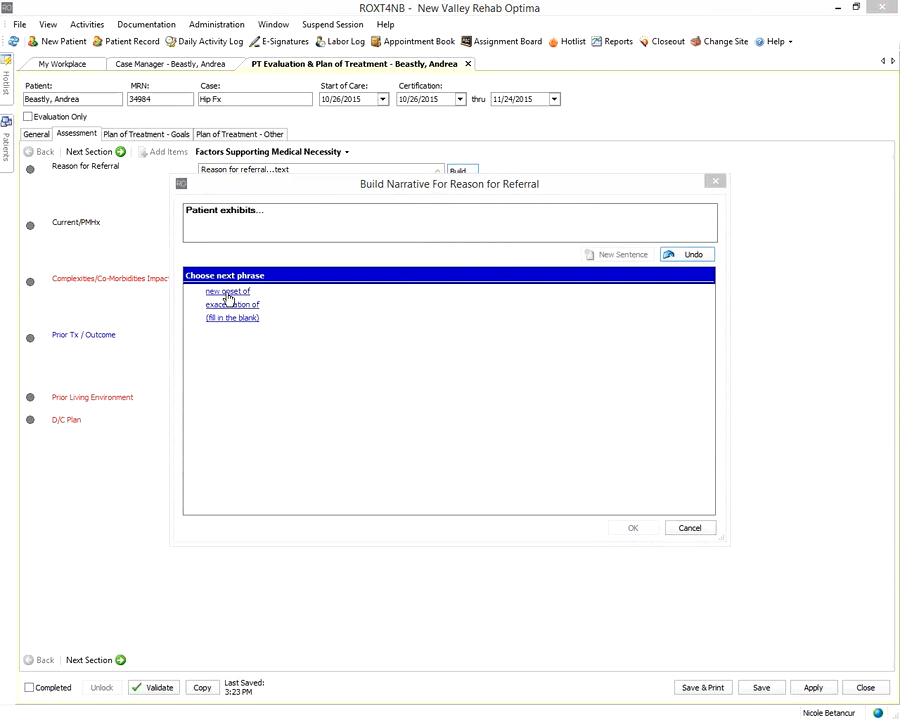 ROXT4NB - New Valley Rehab Optima
File View Activities Documentation Administration Window Suspend Session Help
New Patient Patient Record Daily Activity Log E-Signatures Labor Log Appointment Book Assignment Board Hotlist Reports Closeout Change Site Help
My Workplace Case Manager - Beastly, Andrea PT Evaluation & Plan of Treatment - Beastly, Andrea
Hotlist
Patients
Patient: MRN: Case: Start of Care: Certification:
Beastly, Andrea 34984 Hip Fx 10/26/2015 10/26/2015 thru 11/24/2015
Evaluation Only
General Assessment Plan of Treatment - Goals Plan of Treatment - Other
Back Next Section Add Items Factors Supporting Medical Necessity
Reason for Referral Reason for referral...text Build
RO Build Narrative For Reason for Referral
Patient exhibits...
New Sentence Undo
Choose next phrase
new onset of
exacerbation of
(fill in the blank)
OK Cancel
Current/PMHx
Complexities/Co-Morbidities Impac
Prior Tx / Outcome
Prior Living Environment
D/C Plan
Back Next Section
Completed Unlock Validate Copy Last Saved:
3:23 PM
Save & Print Save Apply Close
Nicole Betancur